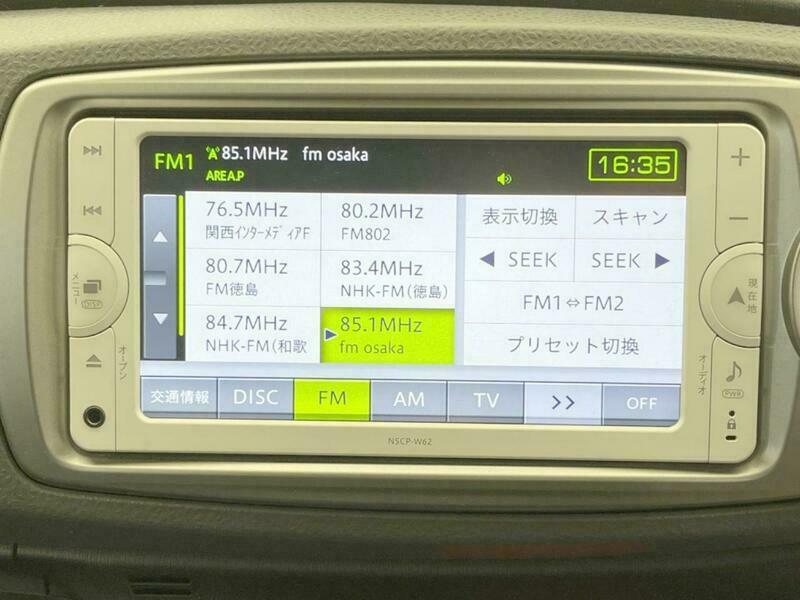 FM1 85.1MHz fm osaka
AREA.P
16:35
76.5MHz
関西ｲﾝﾀｰﾒﾃﾞｨｱF
80.2MHz
FM802
80.7MHz
FM徳島
83.4MHz
NHK-FM(徳島)
84.7MHz
NHK-FM(和歌
85.1MHz
fm osaka
表示切換
スキャン
◀ SEEK
SEEK ▶
FM1⇔FM2
プリセット切換
交通情報
DISC
FM
AM
TV
>>
OFF
メニュー
DISP
オープン
現在地
オーディオ
PWR
NSCP-W62